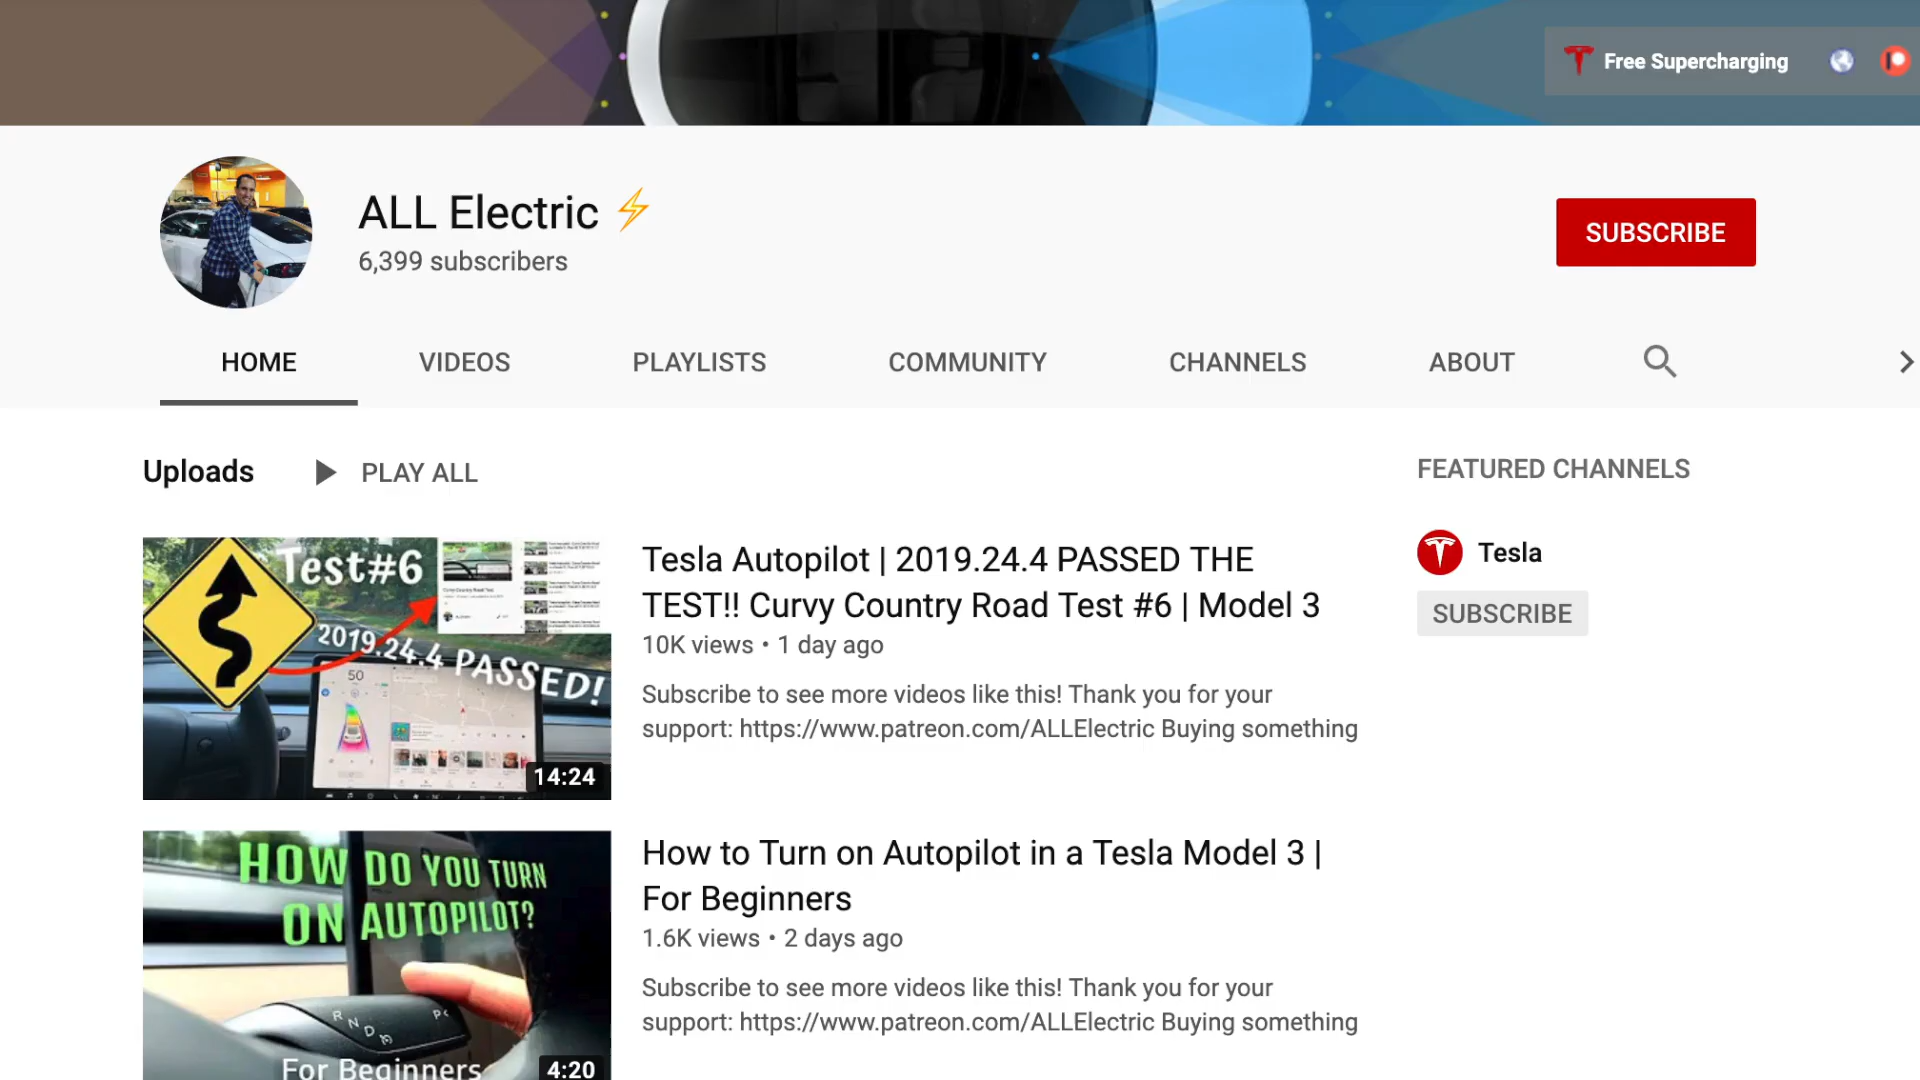 Free Supercharging
ALL Electric ⚡
6,399 subscribers
SUBSCRIBE
HOME
VIDEOS
PLAYLISTS
COMMUNITY
CHANNELS
ABOUT
Uploads
PLAY ALL
FEATURED CHANNELS
Test#6
2019.24.4 PASSED!
50
14:24
Tesla Autopilot | 2019.24.4 PASSED THE
TEST!! Curvy Country Road Test #6 | Model 3
10K views • 1 day ago
Subscribe to see more videos like this! Thank you for your
support: https://www.patreon.com/ALLElectric Buying something
Tesla
SUBSCRIBE
HOW DO YOU TURN
ON AUTOPILOT?
R N D
P
For Beginners
4:20
How to Turn on Autopilot in a Tesla Model 3 |
For Beginners
1.6K views • 2 days ago
Subscribe to see more videos like this! Thank you for your
support: https://www.patreon.com/ALLElectric Buying something